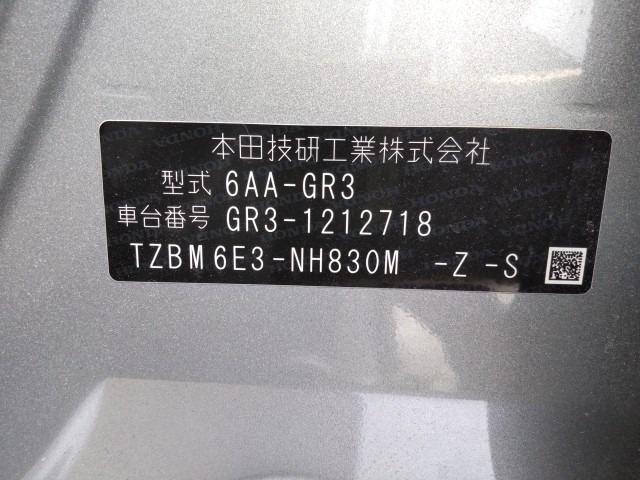 本田技研工業株式会社
型式 6AA-GR3
車台番号 GR3-1212718
TZBM6E3-NH830M -Z -S